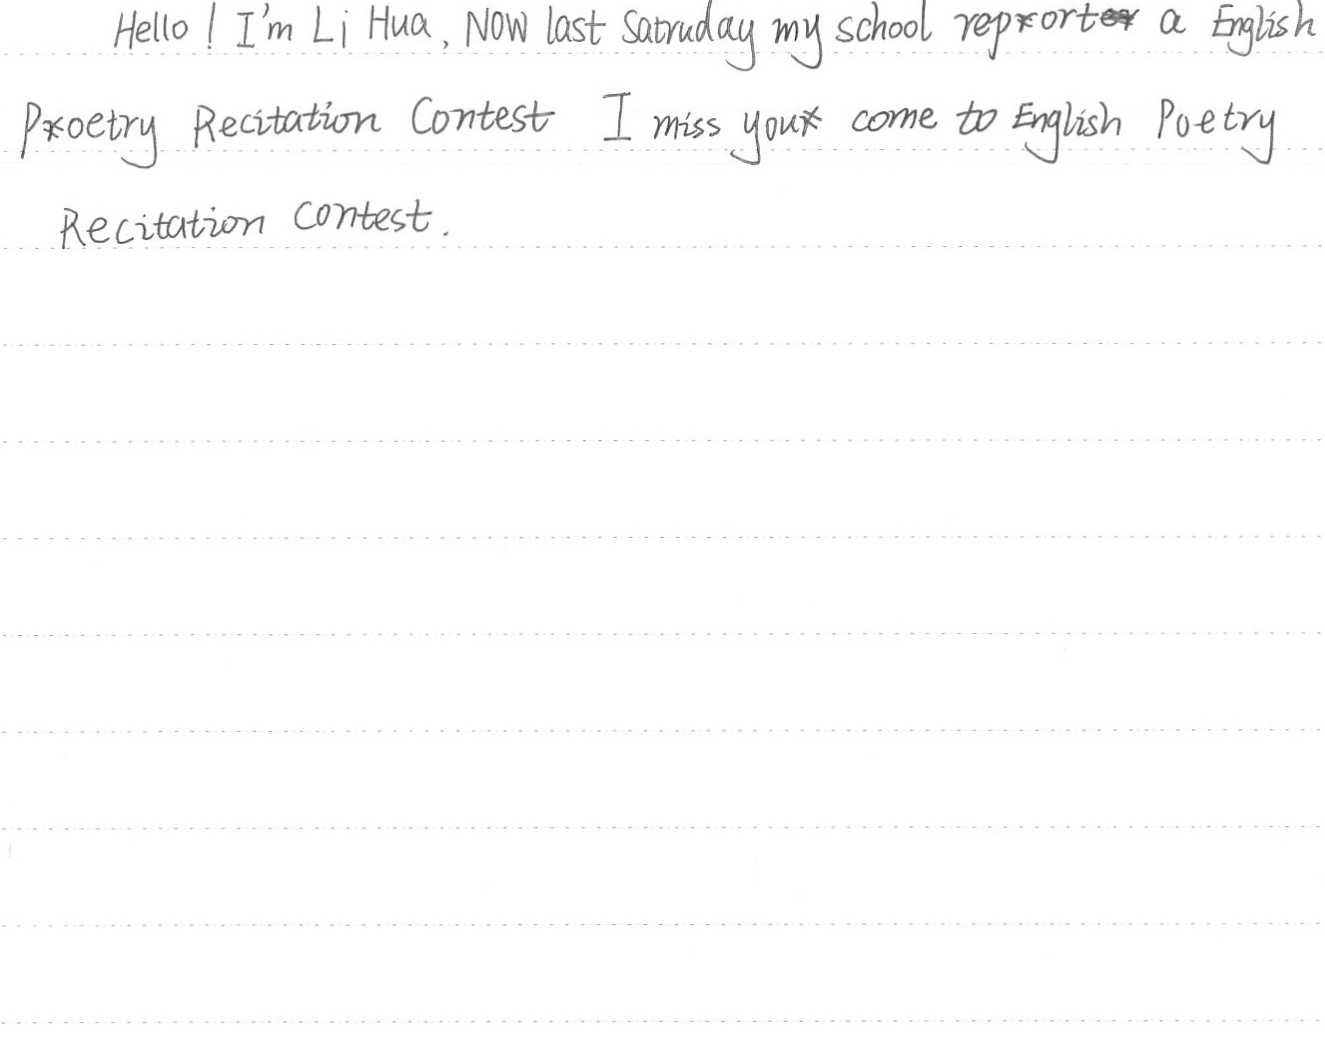 Hello! I'm Li Hua, Now last Satruday my school report a English
Poetry Recitation Contest I miss you come to English Poetry
Recitation Contest.